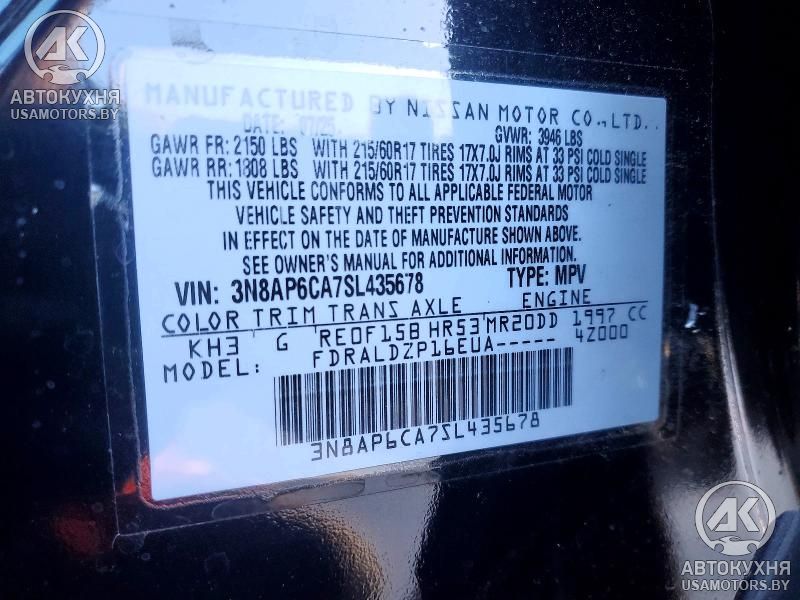 AK
АВТОКУХНЯ
USAMOTORS.BY
MANUFACTURED BY NISSAN MOTOR CO.,LTD.
DATE: 07/25 GVWR: 3946 LBS
GAWR FR: 2150 LBS WITH 215/60R17 TIRES 17X7.0J RIMS AT 33 PSI COLD SINGLE
GAWR RR: 1808 LBS WITH 215/60R17 TIRES 17X7.0J RIMS AT 33 PSI COLD SINGLE
THIS VEHICLE CONFORMS TO ALL APPLICABLE FEDERAL MOTOR
VEHICLE SAFETY AND THEFT PREVENTION STANDARDS
IN EFFECT ON THE DATE OF MANUFACTURE SHOWN ABOVE.
SEE OWNER'S MANUAL FOR ADDITIONAL INFORMATION.
VIN: 3N8AP6CA7SL435678 TYPE: MPV
COLOR TRIM TRANS AXLE ENGINE
KH3 G RE0F15B HR53 MR20DD 1997 CC
MODEL: FDRALDZP16EUA----- 4Z000
3N8AP6CA7SL435678
AK
АВТОКУХНЯ
USAMOTORS.BY